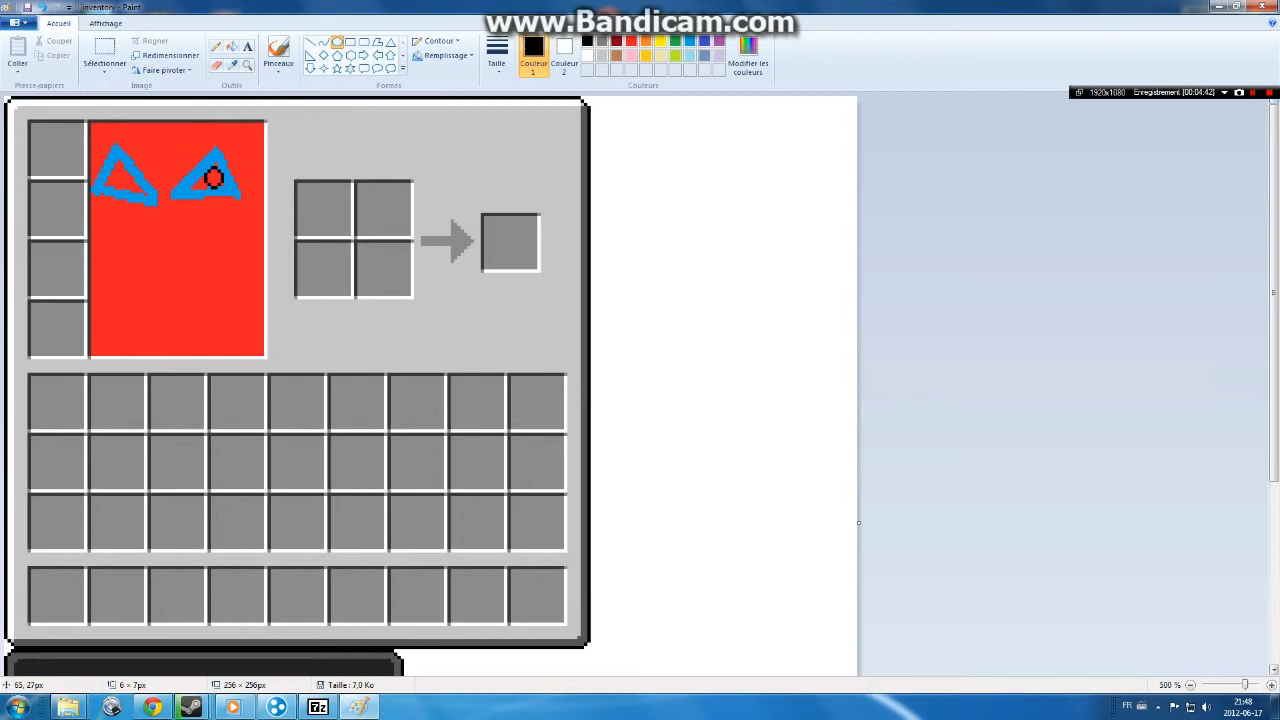 inventory - Paint
www.Bandicam.com
Accueil
Affichage
Coller
Couper
Copier
Presse-papiers
Sélectionner
Rogner
Redimensionner
Faire pivoter
Image
A
Outils
Pinceaux
Contour
Remplissage
Formes
Taille
Couleur 1
Couleur 2
Modifier les couleurs
Couleurs
1920x1080 Enregistrement [00:04:42]
65, 27px
6 × 7px
256 × 256px
Taille : 7,0 Ko
500 %
7z
FR
21:48
2012-06-17